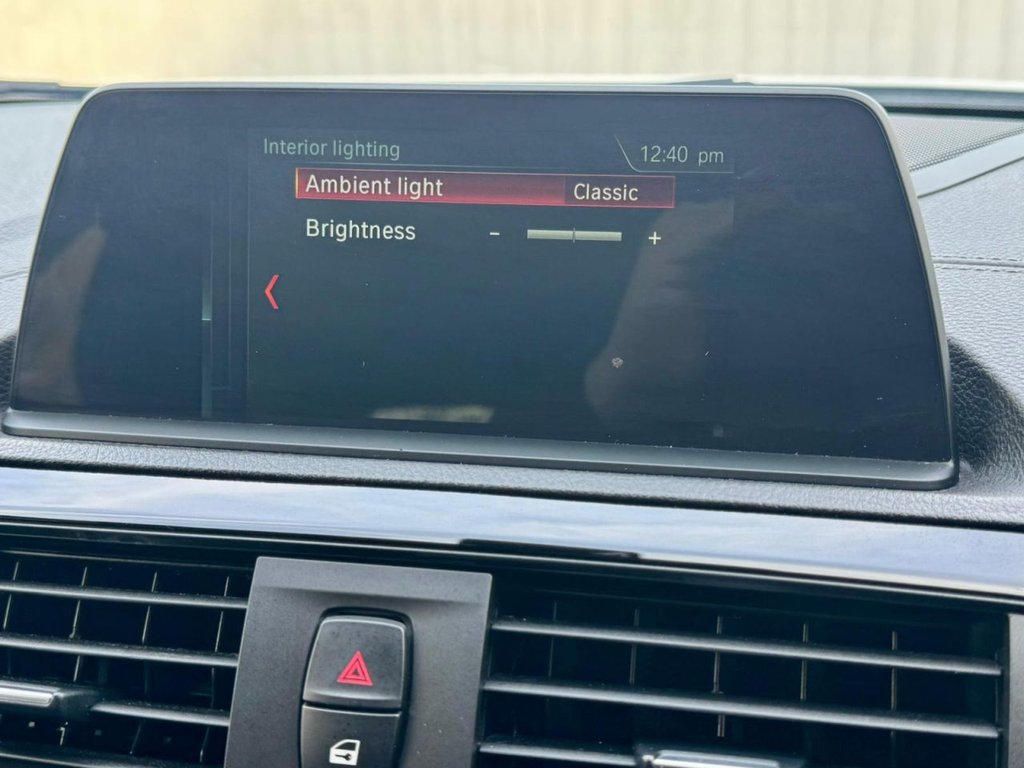 Interior lighting
12:40 pm
Ambient light Classic
Brightness - +